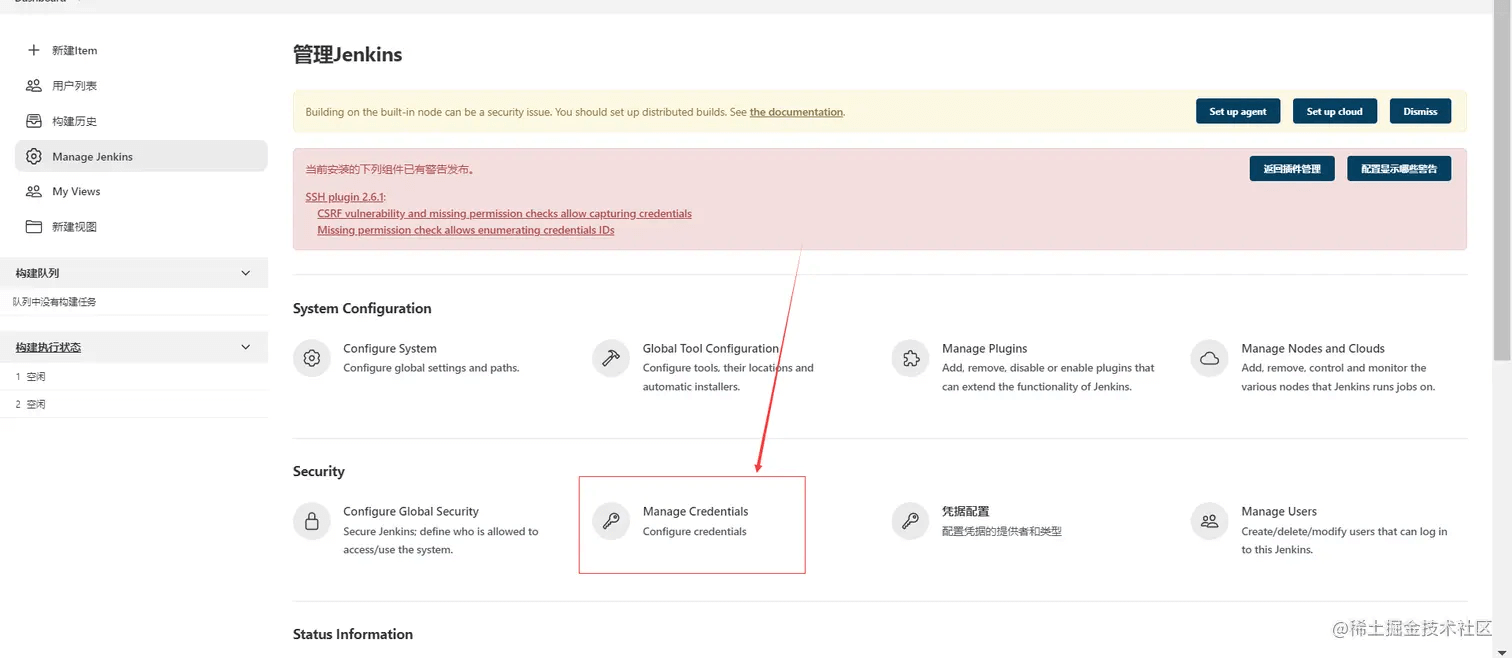 新建Item
用户列表
构建历史
Manage Jenkins
My Views
新建视图
构建队列
队列中没有构建任务
构建执行状态
1 空闲
2 空闲
管理Jenkins
Building on the built-in node can be a security issue. You should set up distributed builds. See the documentation.
Set up agent
Set up cloud
Dismiss
当前安装的下列组件已有警告发布。
返回插件管理
配置显示哪些警告
SSH plugin 2.6.1:
CSRF vulnerability and missing permission checks allow capturing credentials
Missing permission check allows enumerating credentials IDs
System Configuration
Configure System
Configure global settings and paths.
Global Tool Configuration
Configure tools, their locations and
automatic installers.
Manage Plugins
Add, remove, disable or enable plugins that
can extend the functionality of Jenkins.
Manage Nodes and Clouds
Add, remove, control and monitor the
various nodes that Jenkins runs jobs on.
Security
Configure Global Security
Secure Jenkins; define who is allowed to
access/use the system.
Manage Credentials
Configure credentials
凭据配置
配置凭据的提供者和类型
Manage Users
Create/delete/modify users that can log in
to this Jenkins.
Status Information
@稀土掘金技术社区